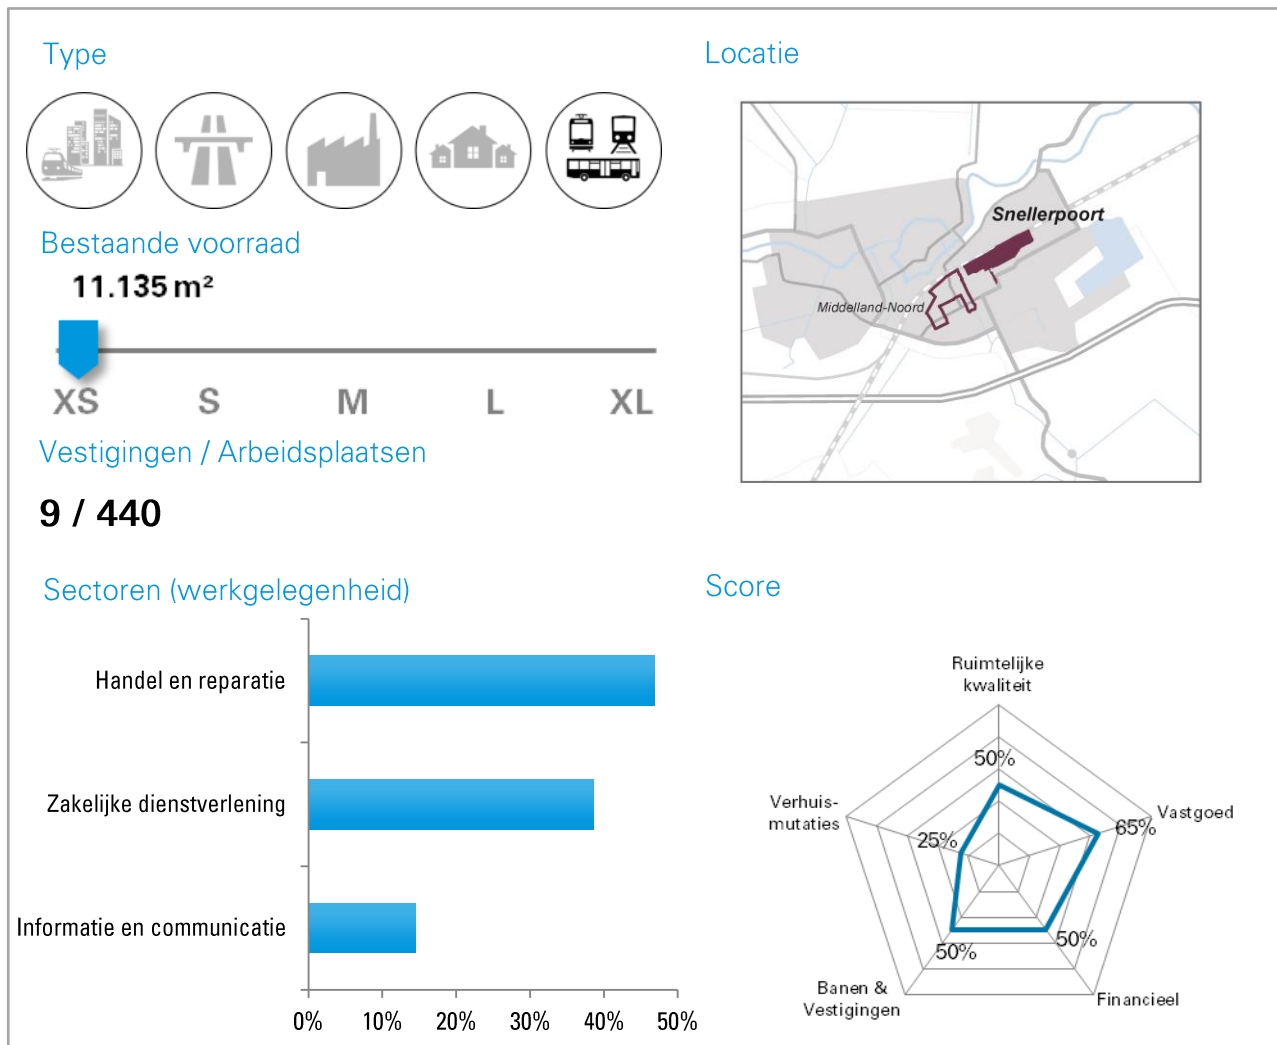 Type
Bestaande voorraad
11.135 m²
XS S M L XL
Vestigingen / Arbeidsplaatsen
9 / 440
Locatie
Snellerpoort
Middelland-Noord
Sectoren (werkgelegenheid)
Handel en reparatie
Zakelijke dienstverlening
Informatie en communicatie
0% 10% 20% 30% 40% 50%
Score
Ruimtelijke
kwaliteit
50%
Vastgoed
65%
Financieel
50%
Banen &
Vestigingen
50%
Verhuis-
mutaties
25%